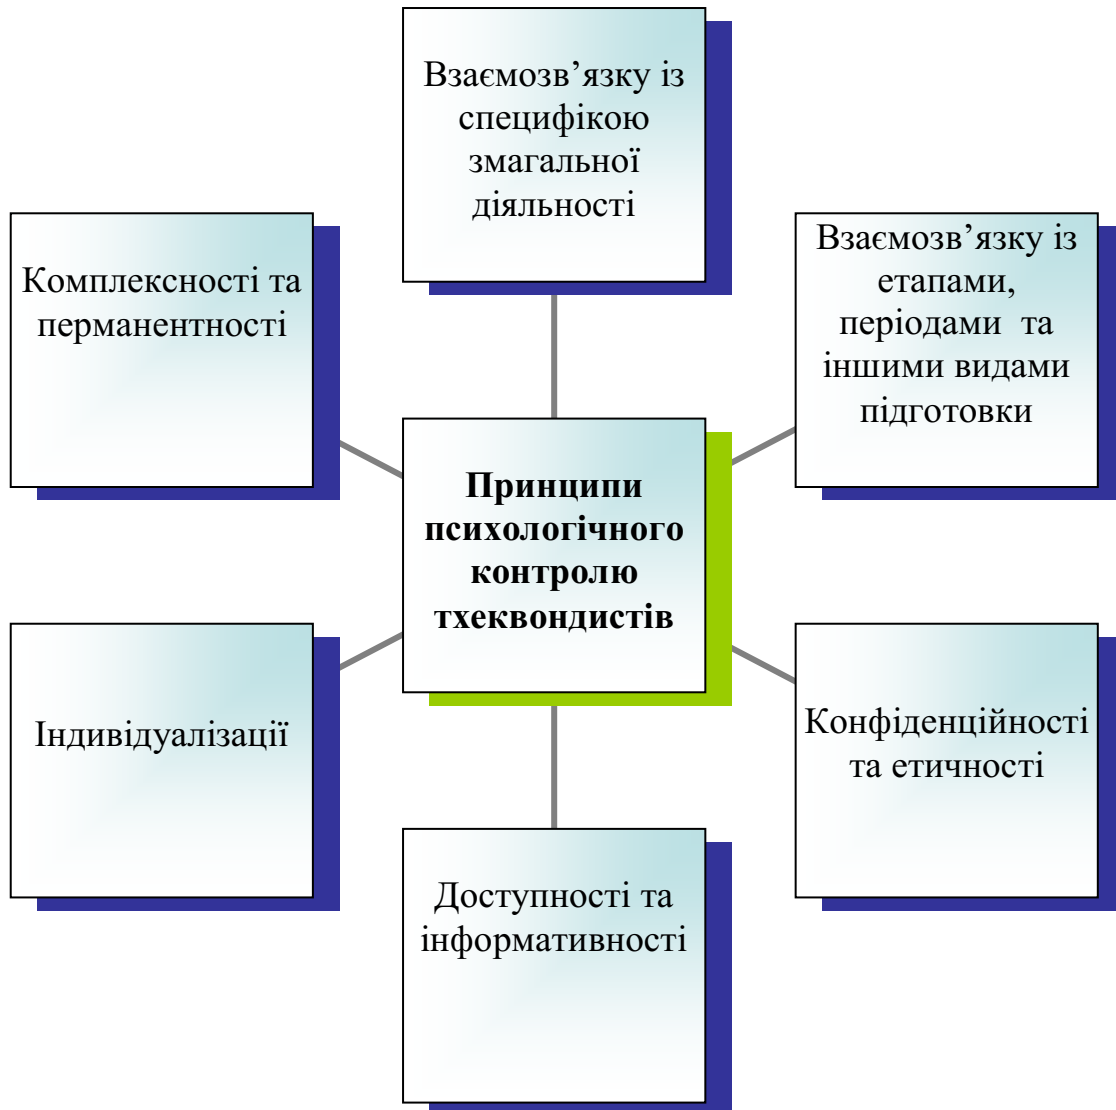 Взаємозв’язку із
специфікою
змагальної
діяльності
Комплексності та
перманентності
Взаємозв’язку із
етапами,
періодами та
іншими видами
підготовки
Принципи
психологічного
контролю
тхеквондистів
Індивідуалізації
Конфіденційності
та етичності
Доступності та
інформативності